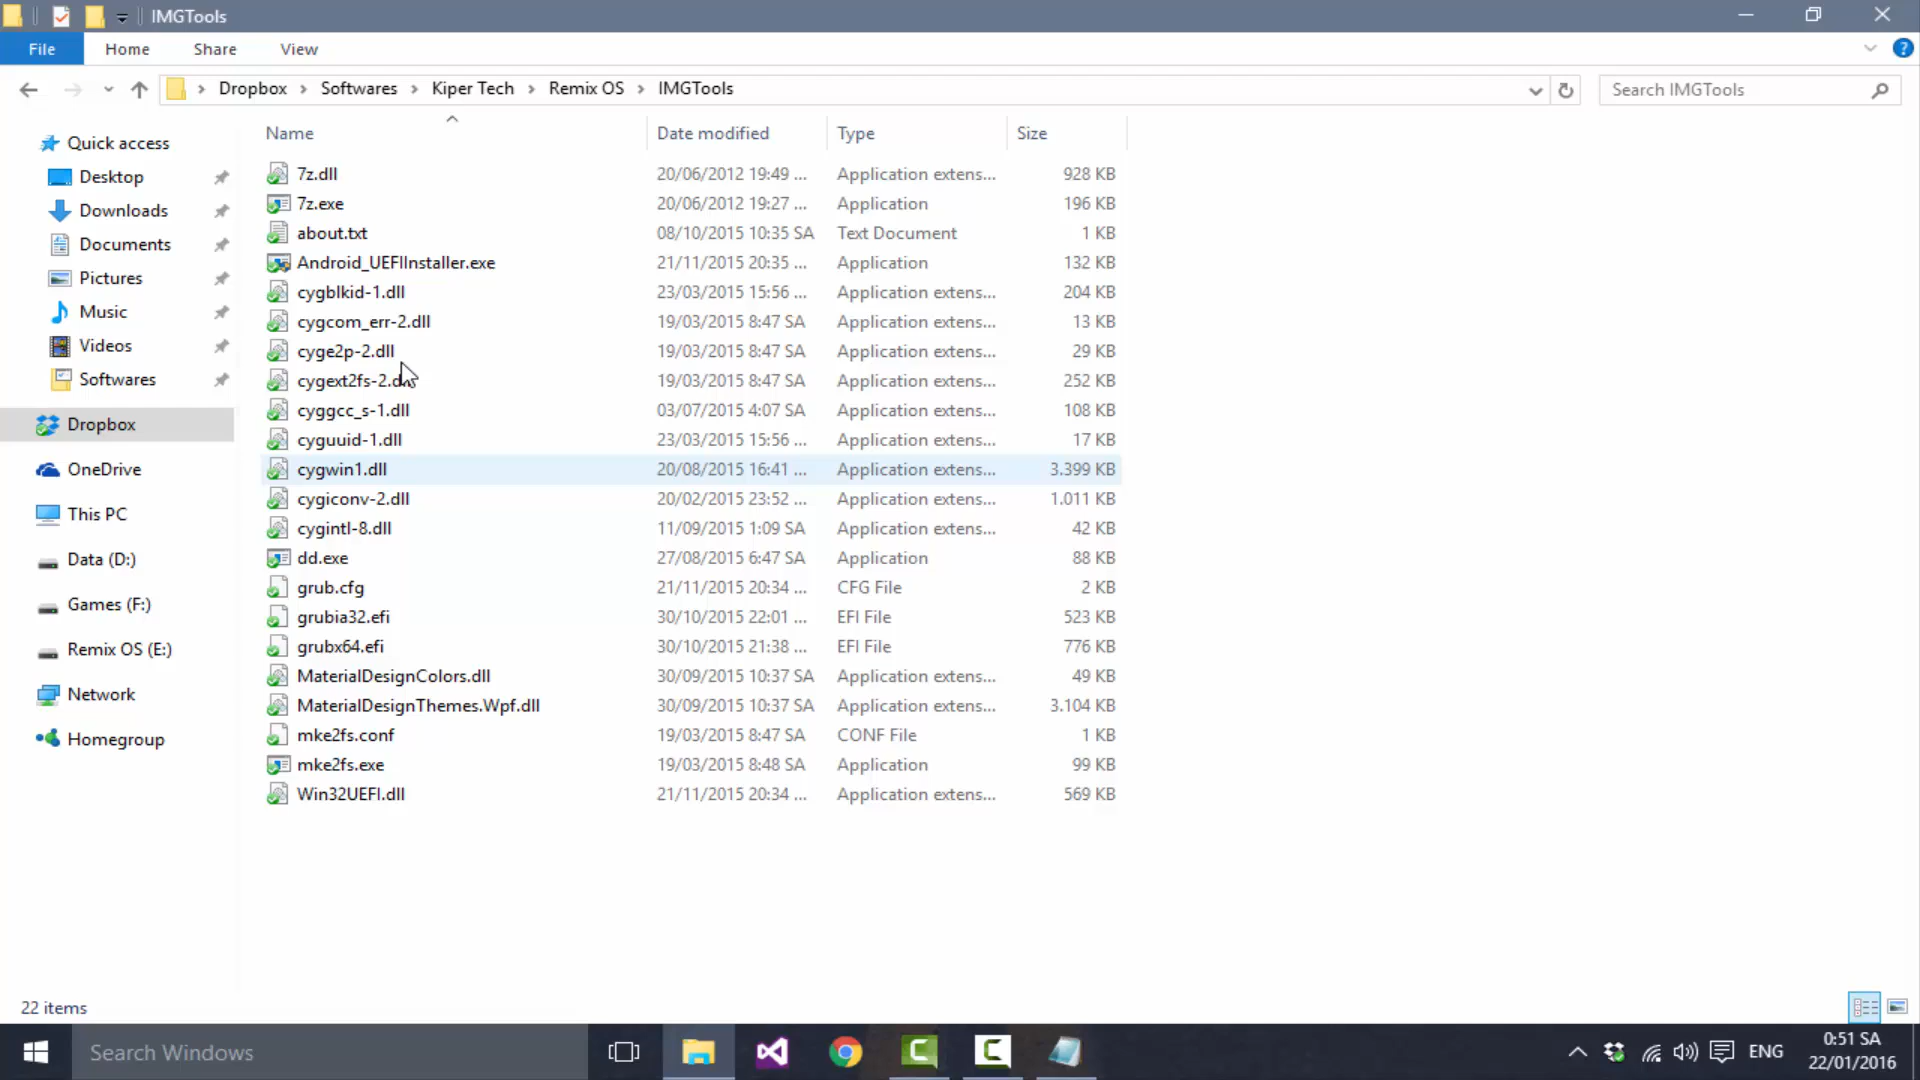 IMGTools
File Home Share View
Dropbox Softwares Kiper Tech Remix OS IMGTools Search IMGTools
Name Date modified Type Size
Quick access
Desktop
Downloads
Documents
Pictures
Music
Videos
Softwares
Dropbox
OneDrive
This PC
Data (D:)
Games (F:)
Remix OS (E:)
Network
Homegroup
7z.dll 20/06/2012 19:49 ... Application extens... 928 KB
7z.exe 20/06/2012 19:27 ... Application 196 KB
about.txt 08/10/2015 10:35 SA Text Document 1 KB
Android_UEFIInstaller.exe 21/11/2015 20:35 ... Application 132 KB
cygblkid-1.dll 23/03/2015 15:56 ... Application extens... 204 KB
cygcom_err-2.dll 19/03/2015 8:47 SA Application extens... 13 KB
cyge2p-2.dll 19/03/2015 8:47 SA Application extens... 29 KB
cygext2fs-2.dll 19/03/2015 8:47 SA Application extens... 252 KB
cyggcc_s-1.dll 03/07/2015 4:07 SA Application extens... 108 KB
cyguuid-1.dll 23/03/2015 15:56 ... Application extens... 17 KB
cygwin1.dll 20/08/2015 16:41 ... Application extens... 3.399 KB
cygiconv-2.dll 20/02/2015 23:52 ... Application extens... 1.011 KB
cygintl-8.dll 11/09/2015 1:09 SA Application extens... 42 KB
dd.exe 27/08/2015 6:47 SA Application 88 KB
grub.cfg 21/11/2015 20:34 ... CFG File 2 KB
grubia32.efi 30/10/2015 22:01 ... EFI File 523 KB
grubx64.efi 30/10/2015 21:38 ... EFI File 776 KB
MaterialDesignColors.dll 30/09/2015 10:37 SA Application extens... 49 KB
MaterialDesignThemes.Wpf.dll 30/09/2015 10:37 SA Application extens... 3.104 KB
mke2fs.conf 19/03/2015 8:47 SA CONF File 1 KB
mke2fs.exe 19/03/2015 8:48 SA Application 99 KB
Win32UEFI.dll 21/11/2015 20:34 ... Application extens... 569 KB
22 items
Search Windows
ENG
0:51 SA
22/01/2016